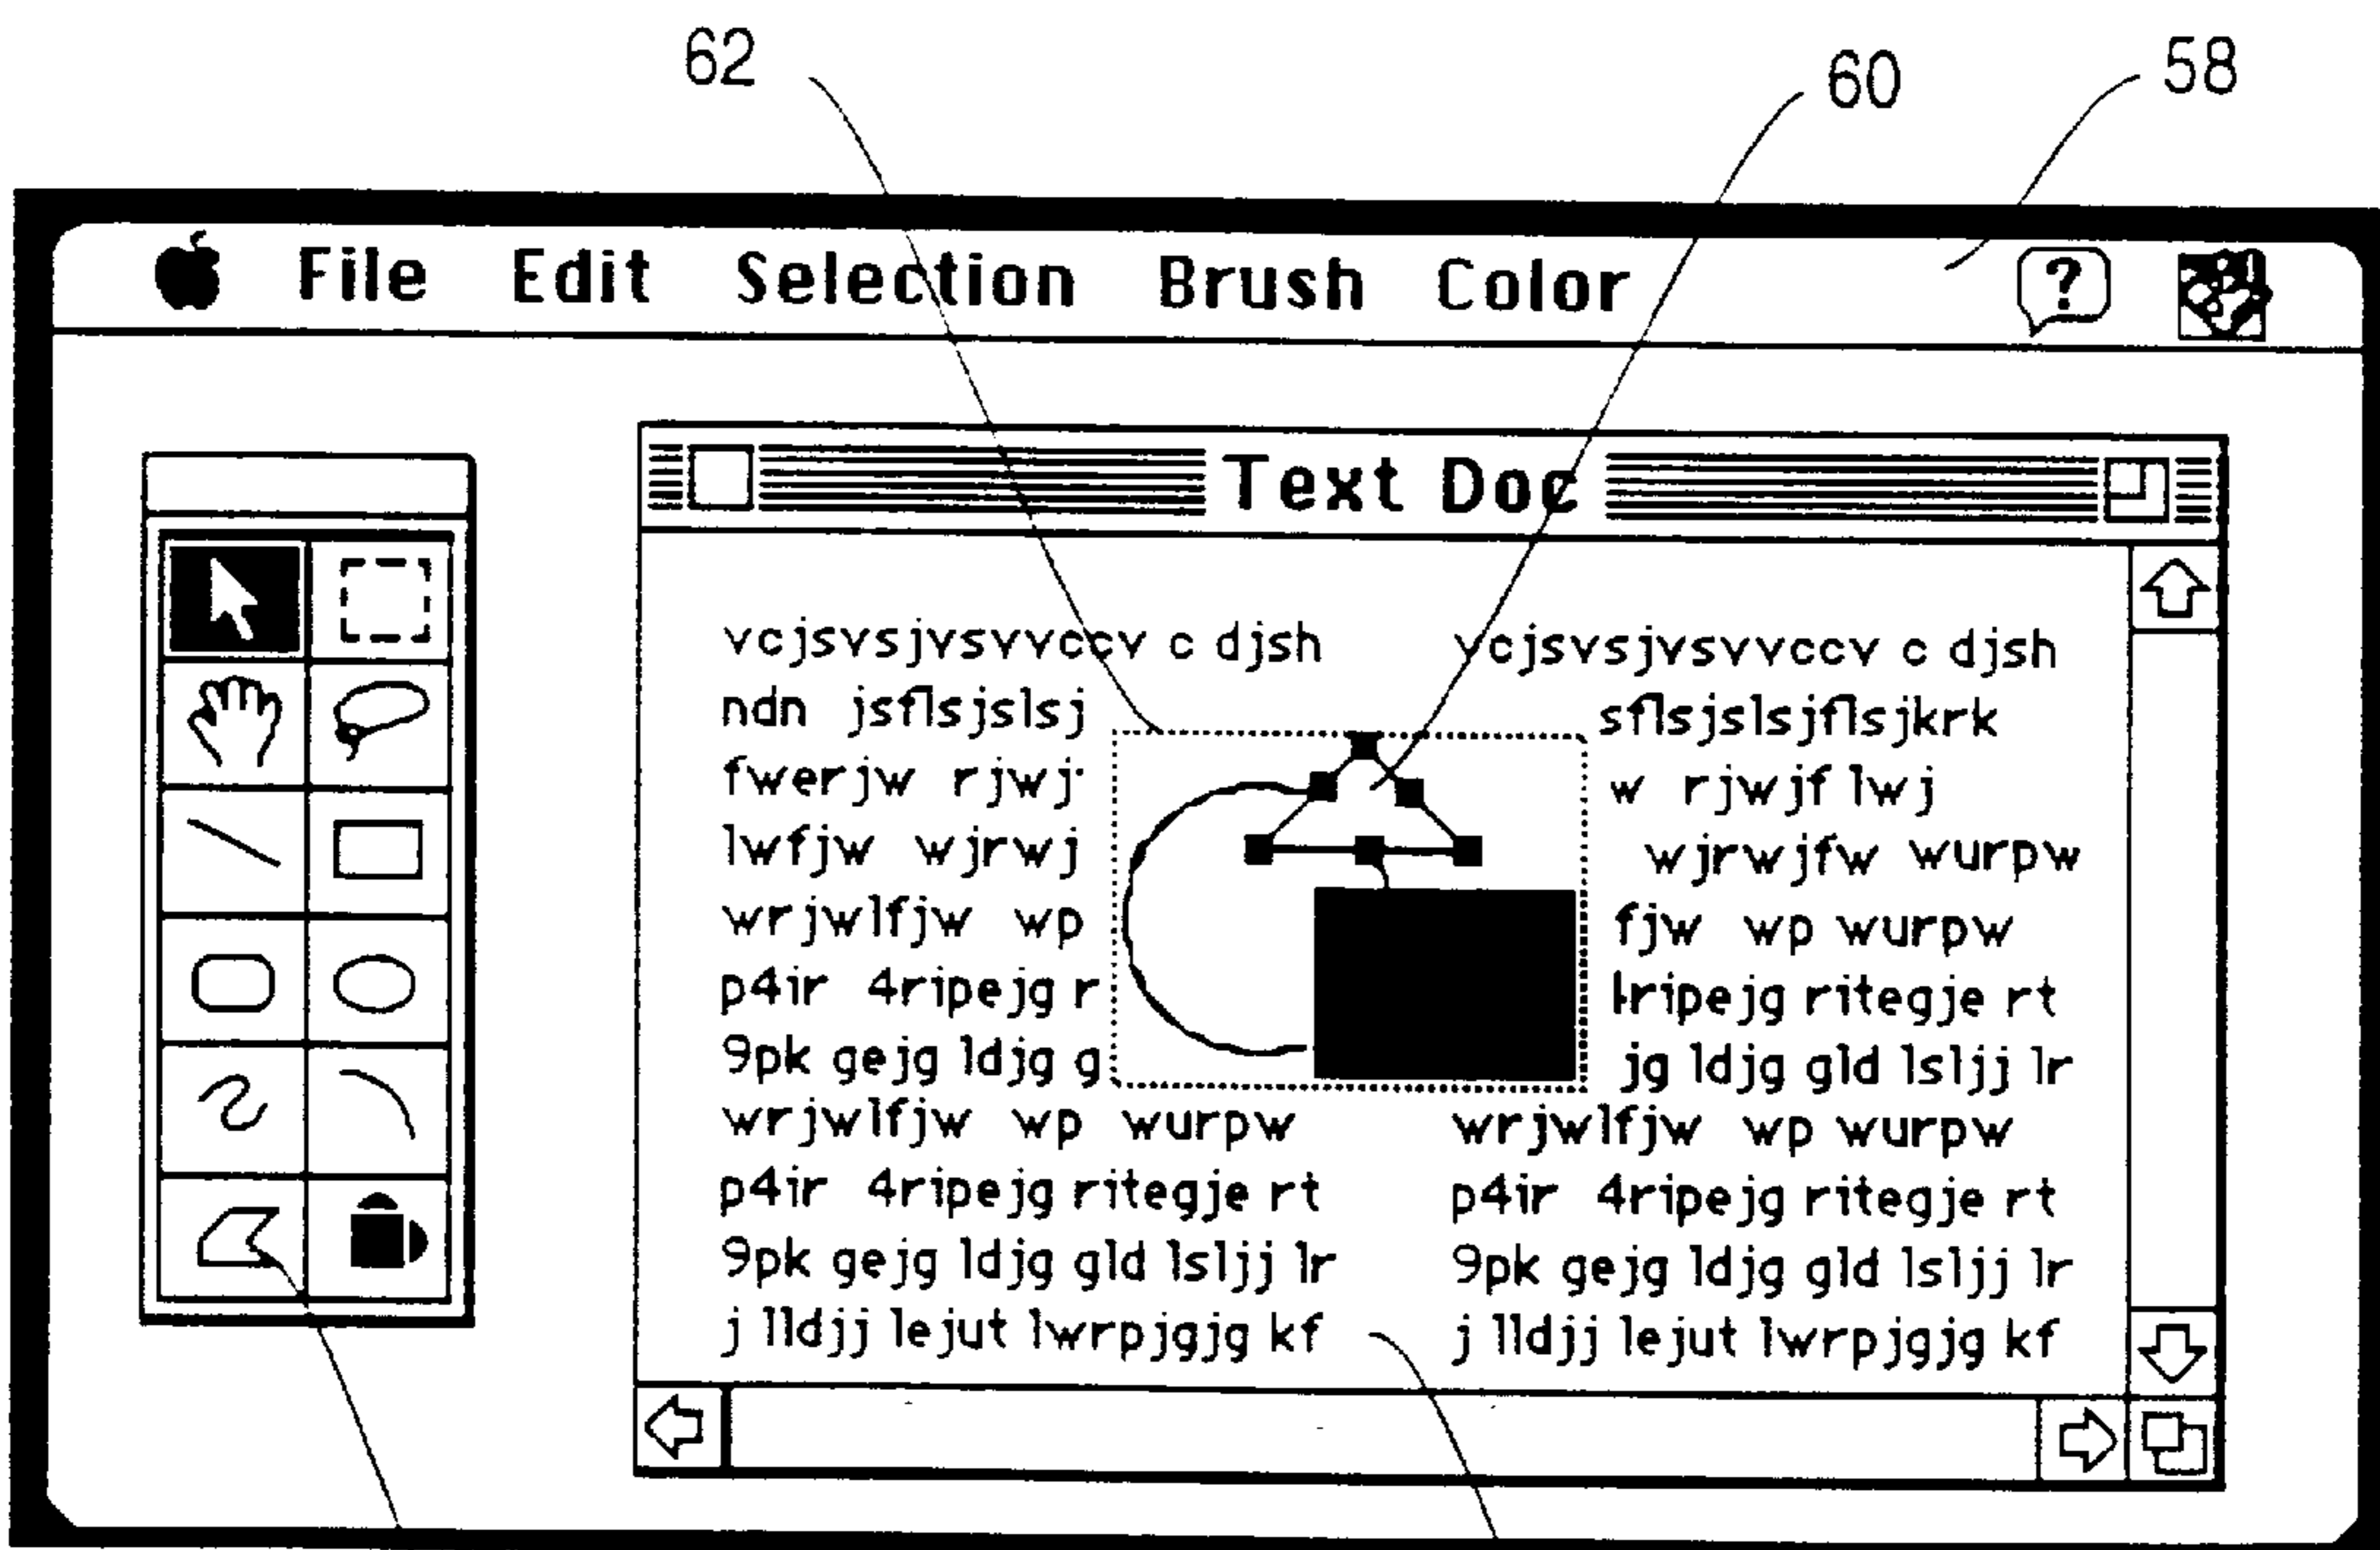 62 60 58
File Edit Selection Brush Color ?
Text Doc
vcjsvsjvsvvccv c djsh vcjsvsjvsvvccv c djsh
ndn jsflsjslsj sflsjslsjflsjkrk
fwerjw rjwj w rjwjf lwj
lwfjw wjrwj wjrwjfw wurpw
wrjwlfjw wp fjw wp wurpw
p4ir 4ripejg r ripejg ritegje rt
9pk gejg ldjg g jg ldjg gld lsljj lr
wrjwlfjw wp wurpw wrjwlfjw wp wurpw
p4ir 4ripejg ritegje rt p4ir 4ripejg ritegje rt
9pk gejg ldjg gld lsljj lr 9pk gejg ldjg gld lsljj lr
j lldjj lejut lwrpjgjg kf j lldjj lejut lwrpjgjg kf